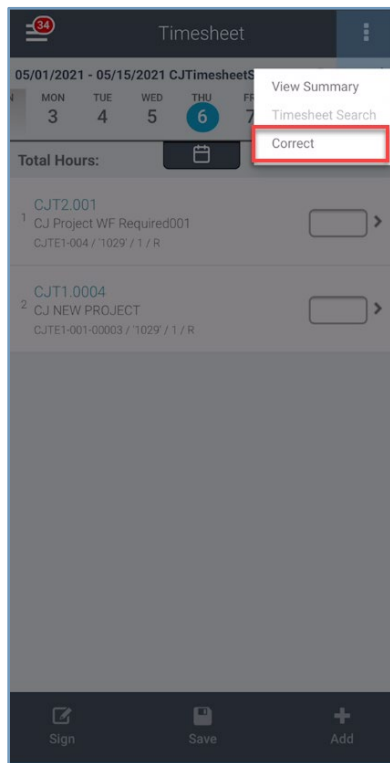 34
Timesheet
05/01/2021 - 05/15/2021 CJTimesheetS
View Summary
Timesheet Search
Correct
MON TUE WED THU FR
3 4 5 6 7
Total Hours:
1 CJT2.001
CJ Project WF Required001
CJTE1-004 / '1029' / 1 / R
2 CJT1.0004
CJ NEW PROJECT
CJTE1-001-00003 / '1029' / 1 / R
Sign Save Add